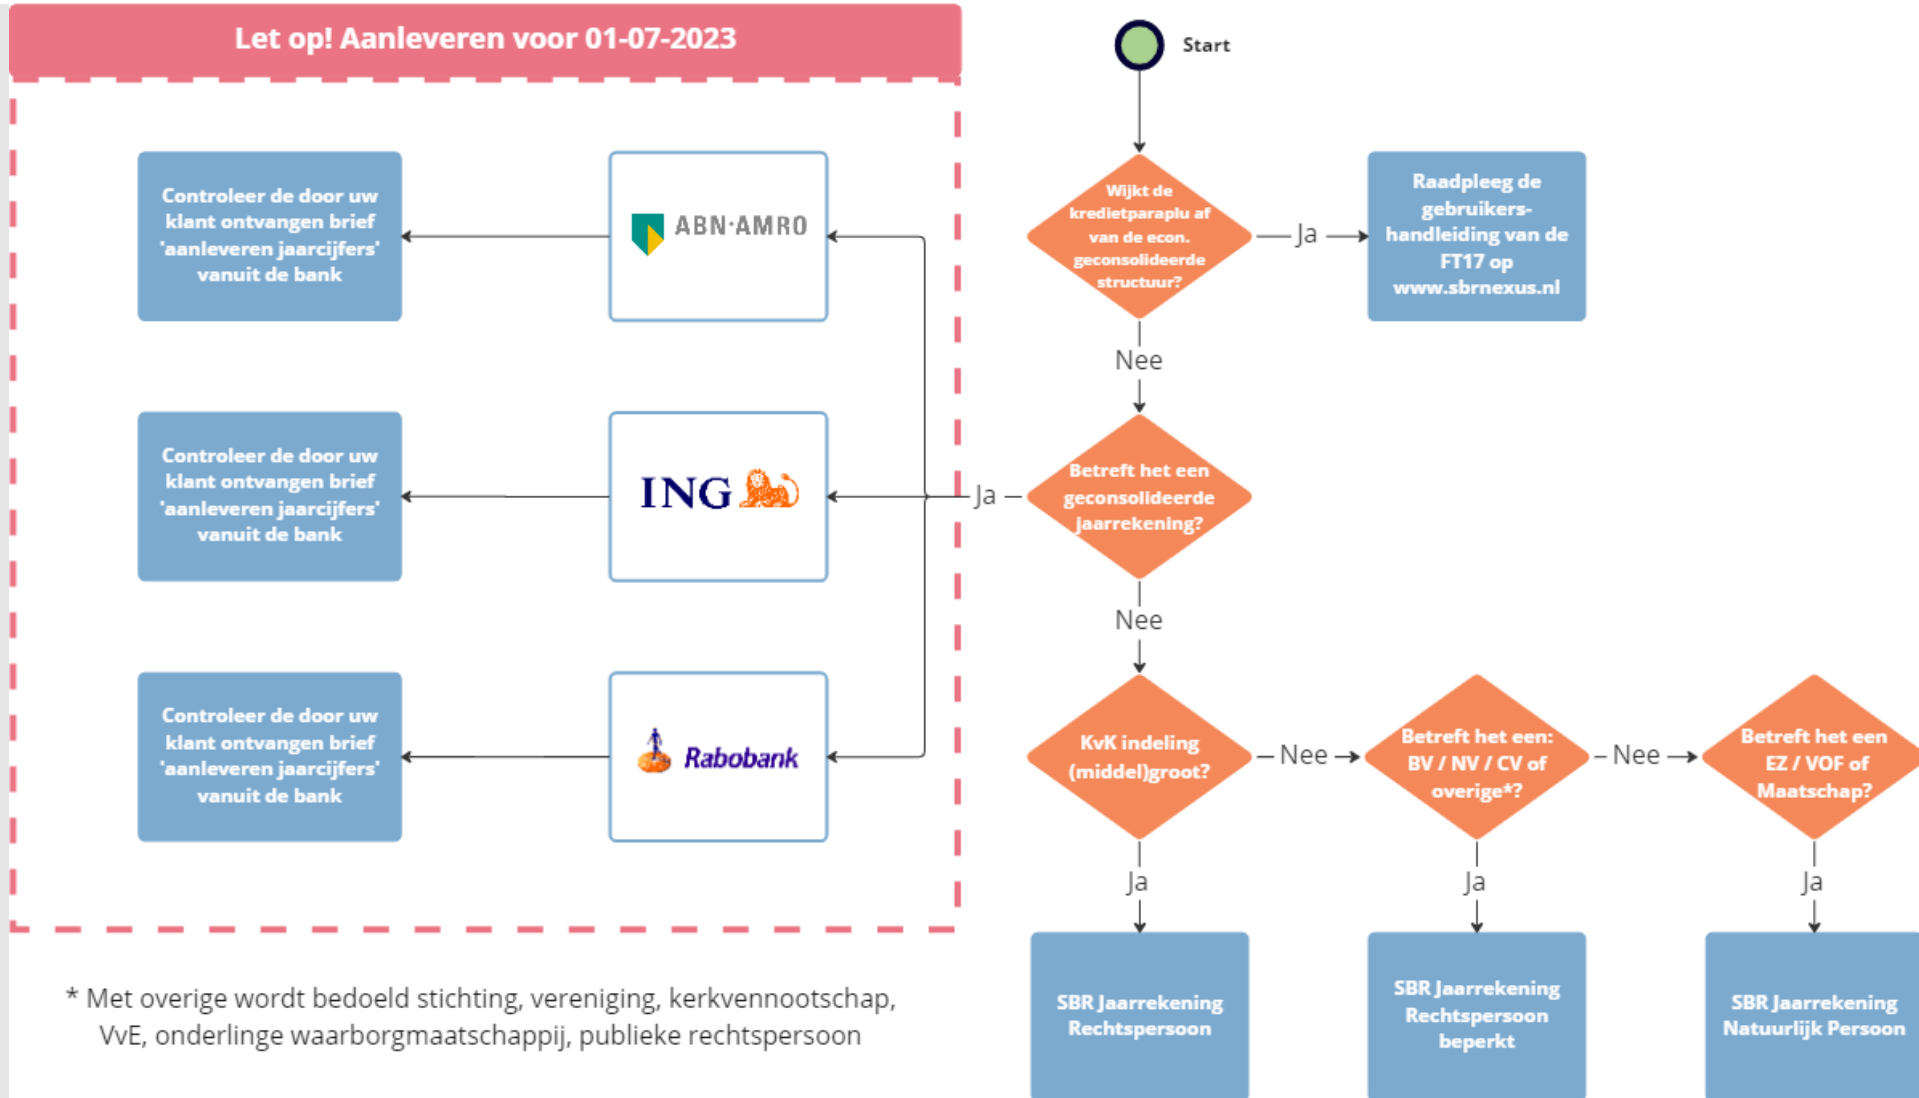 Let op! Aanleveren voor 01-07-2023
Start
Controleer de door uw
klant ontvangen brief
'aanleveren jaarcijfers'
vanuit de bank
ABN·AMRO
Wijkt de
kredietparaplu af
van de econ.
geconsolideerde
structuur?
Ja
Raadpleeg de
gebruikers-
handleiding van de
FT17 op
www.sbrnexus.nl
Nee
Controleer de door uw
klant ontvangen brief
'aanleveren jaarcijfers'
vanuit de bank
ING
Ja
Betreft het een
geconsolideerde
jaarrekening?
Nee
Controleer de door uw
klant ontvangen brief
'aanleveren jaarcijfers'
vanuit de bank
Rabobank
KvK indeling
(middel)groot?
Nee
Betreft het een:
BV / NV / CV of
overige*?
Nee
Betreft het een
EZ / VOF of
Maatschap?
Ja
Ja
Ja
SBR Jaarrekening
Rechtspersoon
SBR Jaarrekening
Rechtspersoon
beperkt
SBR Jaarrekening
Natuurlijk Persoon
* Met overige wordt bedoeld stichting, vereniging, kerkvennootschap,
VvE, onderlinge waarborgmaatschappij, publieke rechtspersoon